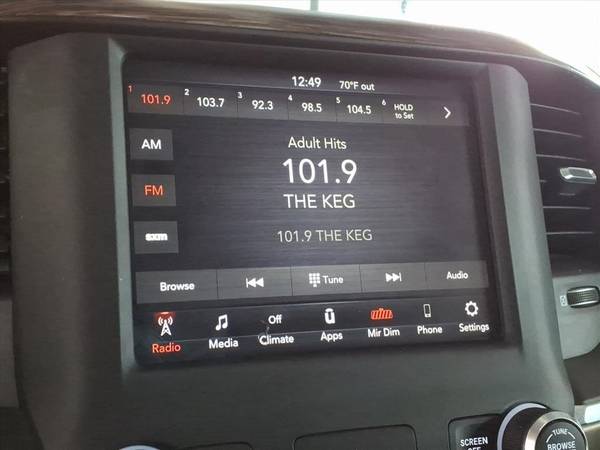 12:49 70°F out
1 101.9 2 103.7 3 92.3 4 98.5 5 104.5 6 HOLD to Set
AM
Adult Hits
101.9
FM
THE KEG
SXM
101.9 THE KEG
Browse Tune Audio
Radio Media Off Climate Apps Mir Dim Phone Settings
SCREEN OFF
TUNE
BROWSE